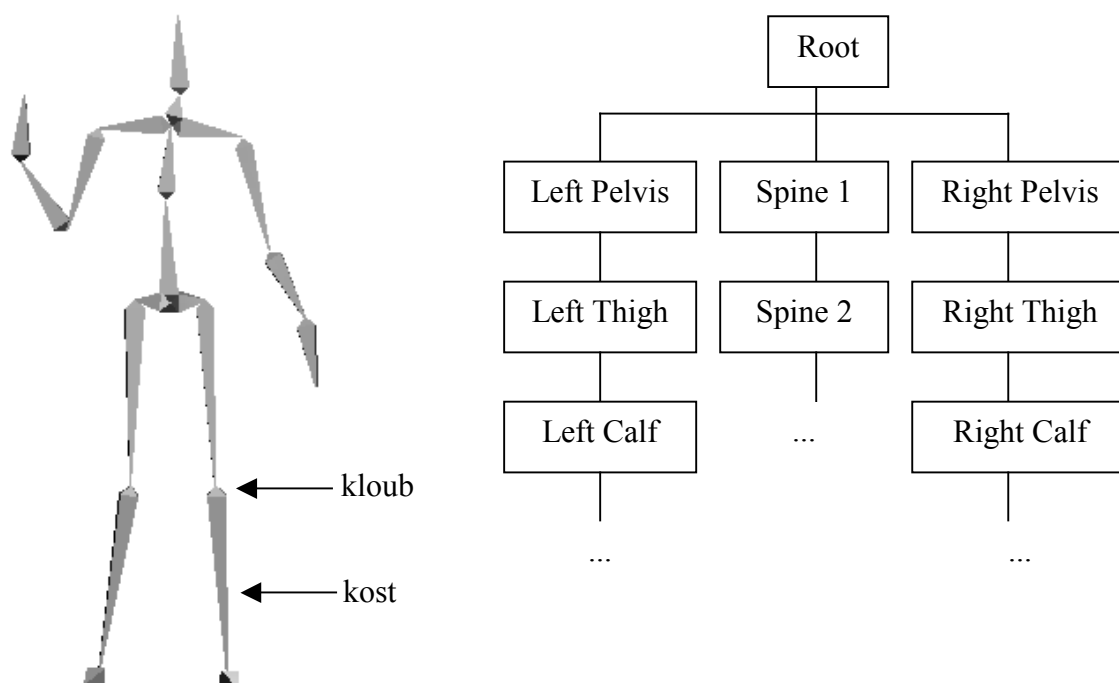 Root
Left Pelvis
Spine 1
Right Pelvis
Left Thigh
Spine 2
Right Thigh
Left Calf
...
Right Calf
kloub
...
...
kost